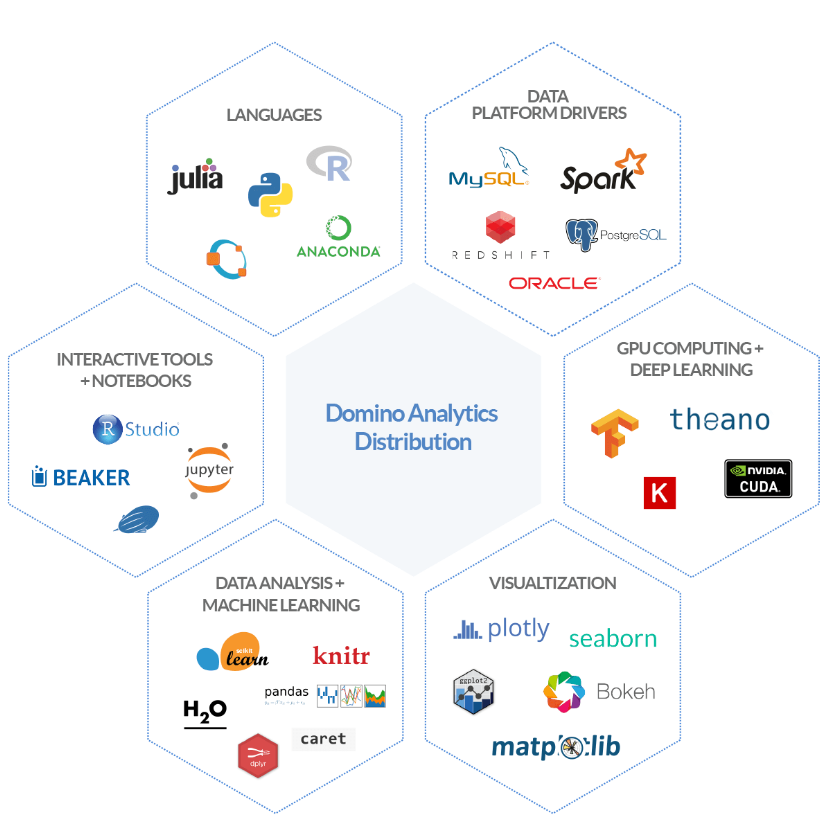 LANGUAGES
julia
R
ANACONDA
DATA
PLATFORM DRIVERS
MySQL
Spark
REDSHIFT
PostgreSQL
ORACLE
INTERACTIVE TOOLS
+ NOTEBOOKS
R Studio
BEAKER
jupyter
Domino Analytics
Distribution
GPU COMPUTING +
DEEP LEARNING
theano
K
NVIDIA.
CUDA.
DATA ANALYSIS +
MACHINE LEARNING
scikit
learn
knitr
pandas
H2O
caret
dplyr
VISUALTIZATION
plotly
seaborn
ggplot2
Bokeh
matplotlib